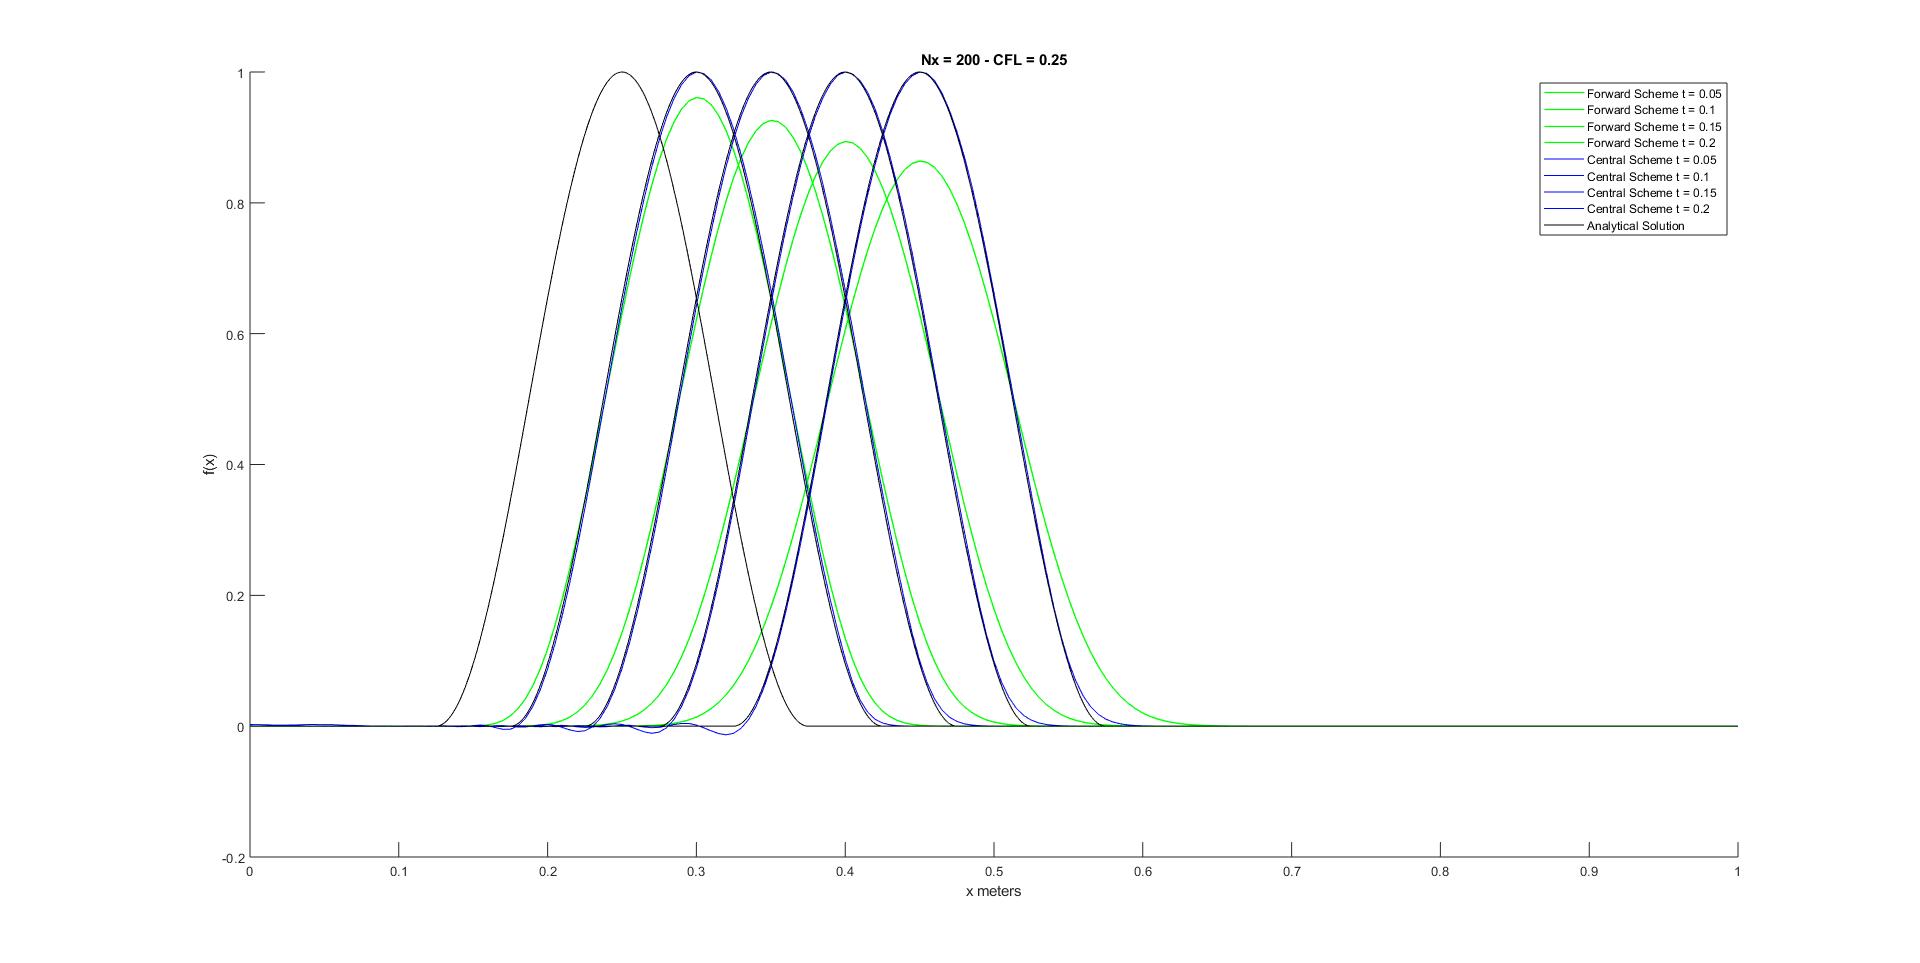 Nx = 200 - CFL = 0.25
Forward Scheme t = 0.05
Forward Scheme t = 0.1
Forward Scheme t = 0.15
Forward Scheme t = 0.2
Central Scheme t = 0.05
Central Scheme t = 0.1
Central Scheme t = 0.15
Central Scheme t = 0.2
Analytical Solution
1
0.8
0.6
0.4
0.2
0
-0.2
f(x)
0 0.1 0.2 0.3 0.4 0.5 0.6 0.7 0.8 0.9 1
x meters